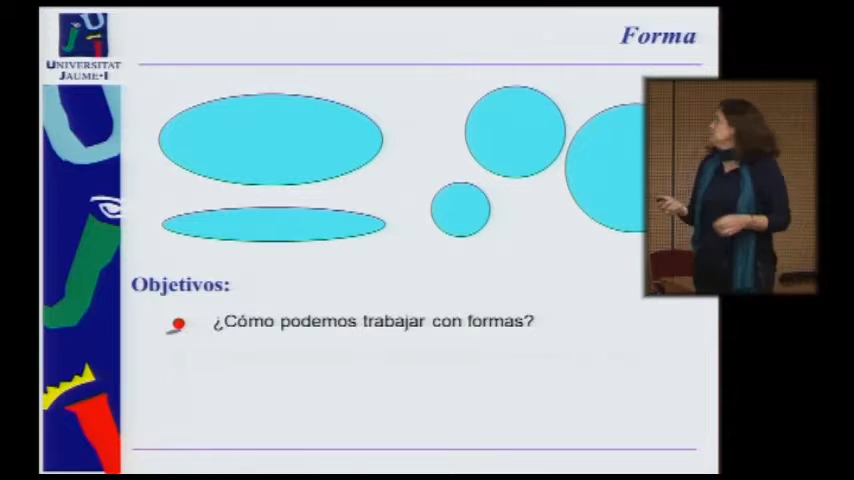 Forma
UNIVERSITAT
JAUME·I
Objetivos:
¿Cómo podemos trabajar con formas?